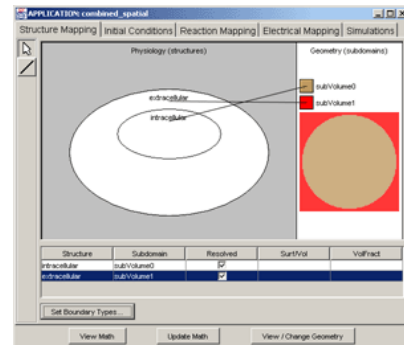 APPLICATION: combined_spatial
Structure Mapping Initial Conditions Reaction Mapping Electrical Mapping Simulations
Physiology (structures) Geometry (subdomains)
extracellular
intracellular
subVolume0
subVolume1
Structure Subdomain Resolved Surf/Vol VolFract
intracellular subVolume0
extracellular subVolume1
Set Boundary Types...
View Math Update Math View / Change Geometry